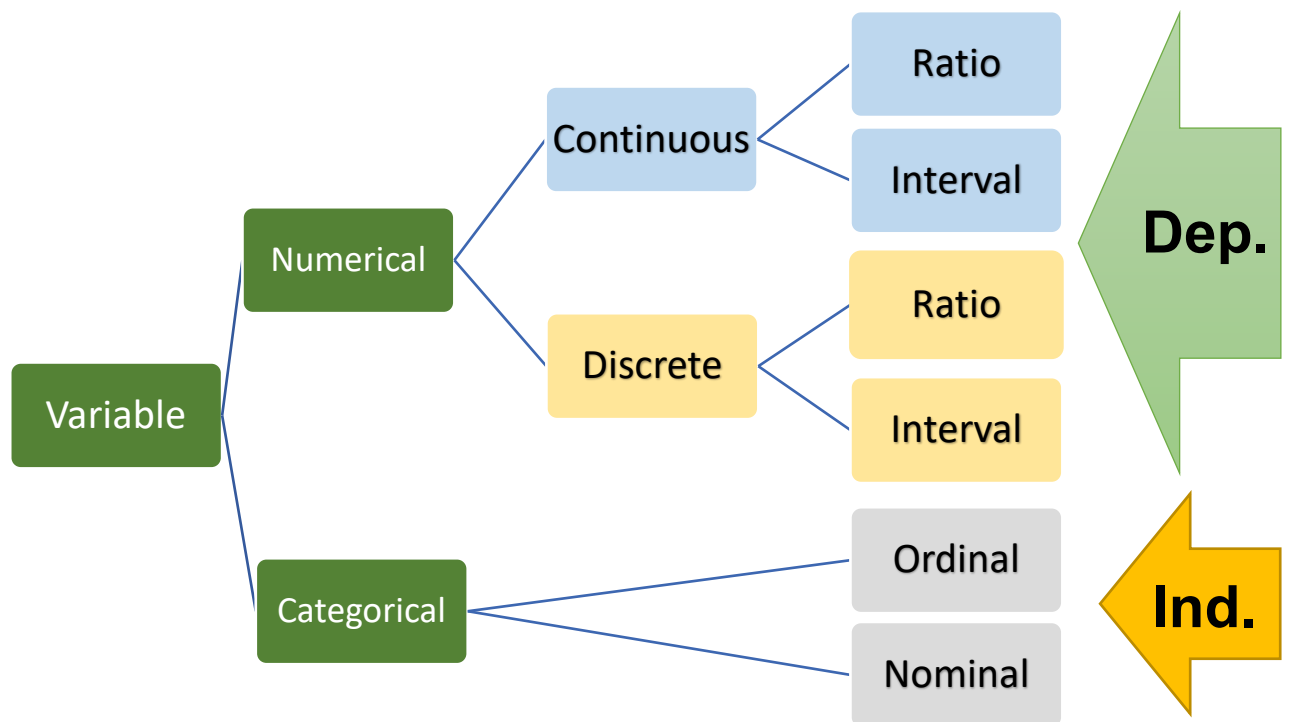 Ratio
Continuous
Interval
Dep.
Numerical
Ratio
Discrete
Variable
Interval
Ordinal
Categorical
Ind.
Nominal